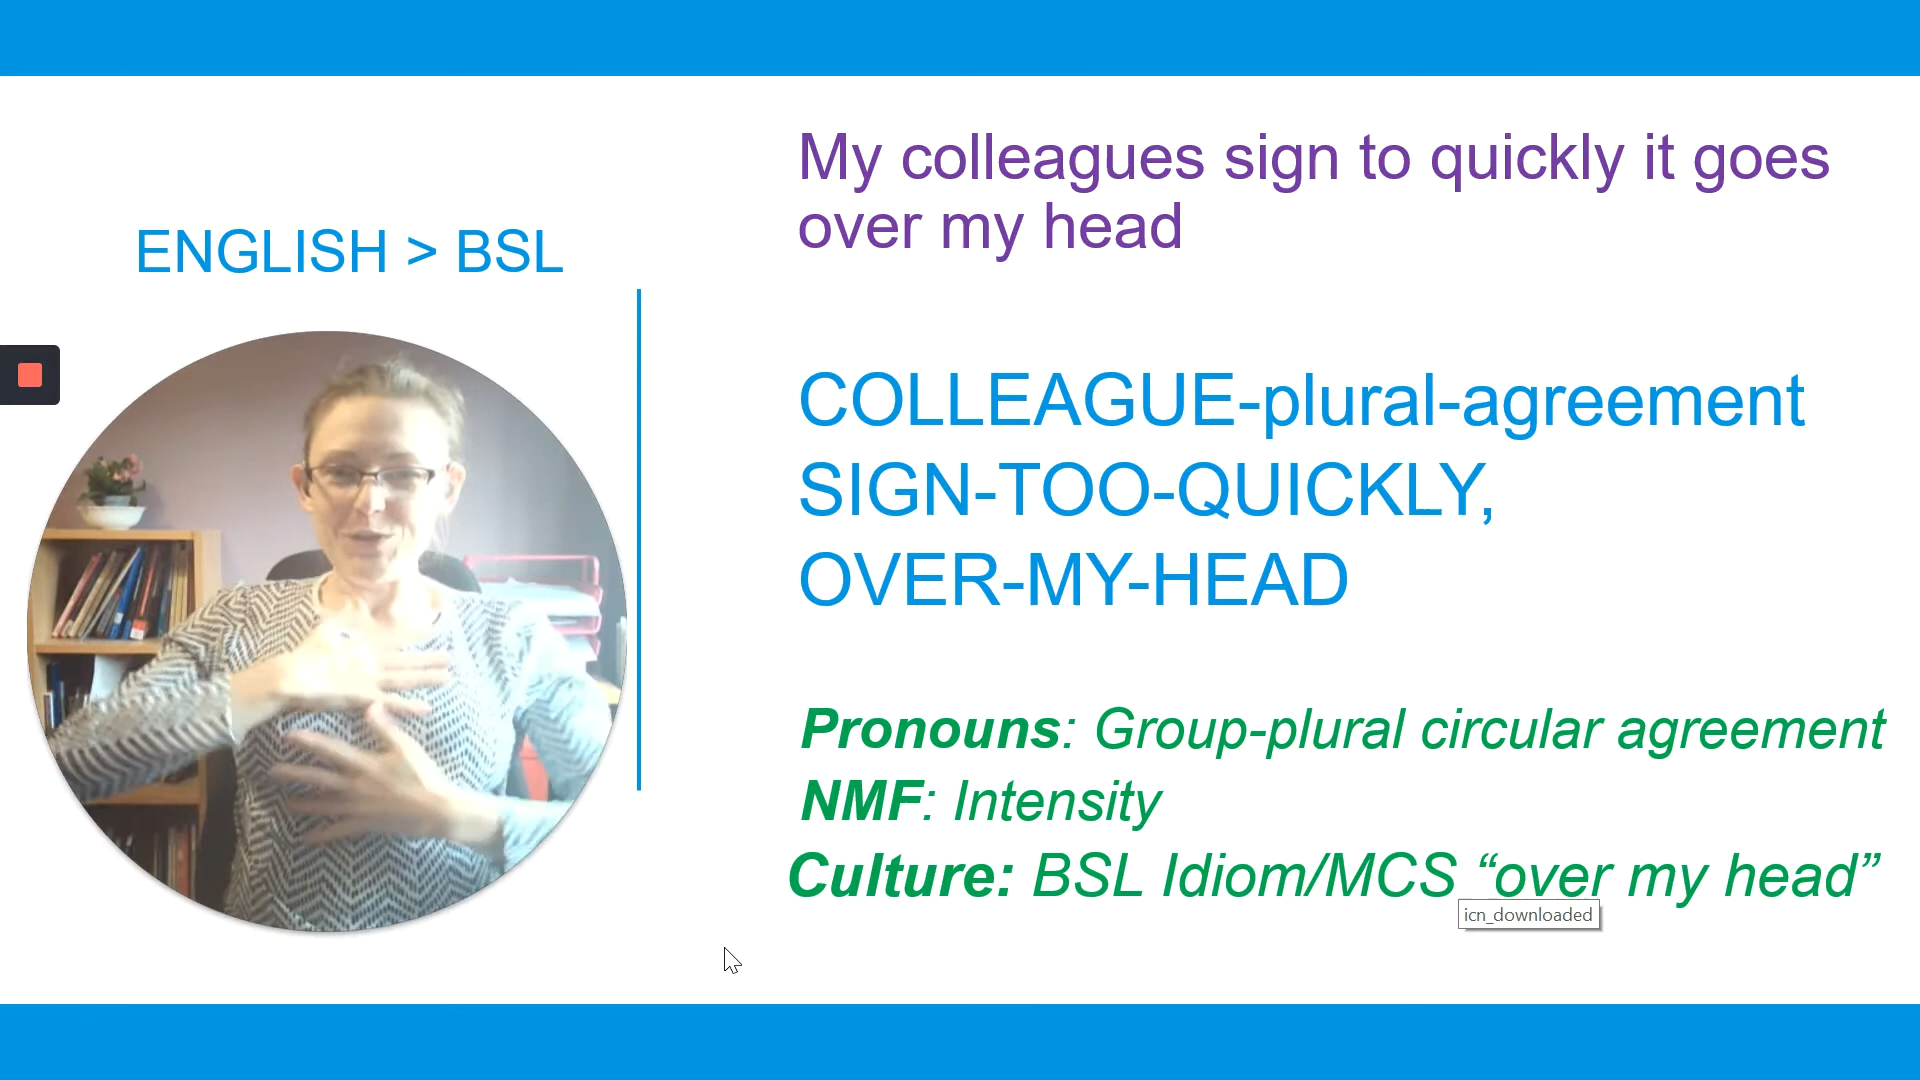 ENGLISH > BSL
My colleagues sign to quickly it goes
over my head
COLLEAGUE-plural-agreement
SIGN-TOO-QUICKLY,
OVER-MY-HEAD
Pronouns: Group-plural circular agreement
NMF: Intensity
Culture: BSL Idiom/MCS “over my head”
icn_downloaded